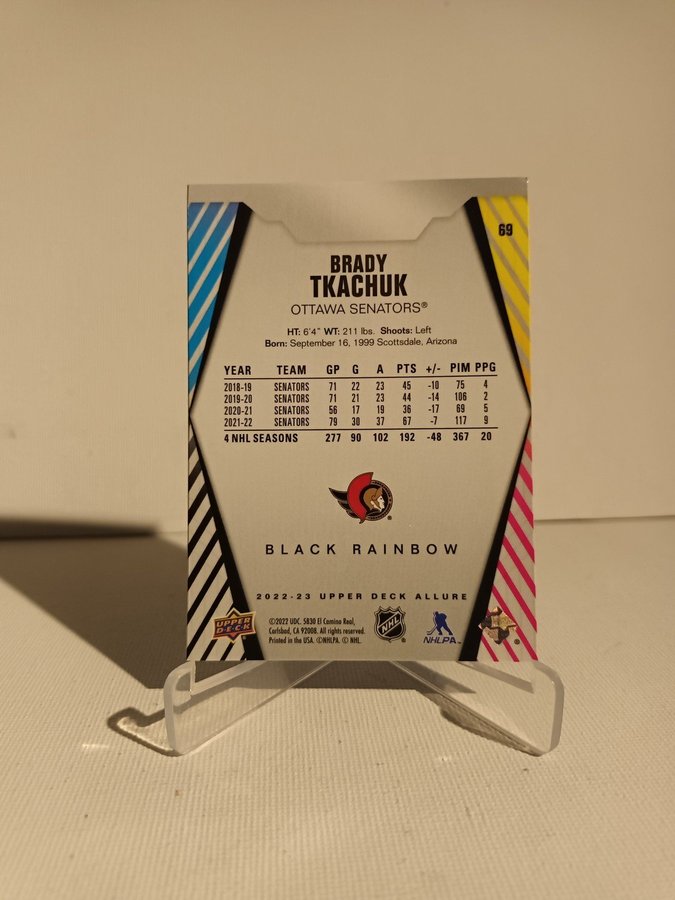 69
BRADY
TKACHUK
OTTAWA SENATORS®
HT: 6'4" WT: 211 lbs. Shoots: Left
Born: September 16, 1999 Scottsdale, Arizona
YEAR TEAM GP G A PTS +/- PIM PPG
2018-19 SENATORS 71 22 23 45 -10 75 4
2019-20 SENATORS 71 21 23 44 -14 106 2
2020-21 SENATORS 56 17 19 36 -17 69 5
2021-22 SENATORS 79 30 37 67 -7 117 9
4 NHL SEASONS 277 90 102 192 -48 367 20
BLACK RAINBOW
2022-23 UPPER DECK ALLURE
UPPER DECK
©2022 UDC. 5830 El Camino Real,
Carlsbad, CA 92008. All rights reserved.
Printed in the USA. ©NHLPA. © NHL.
NHL
NHLPA